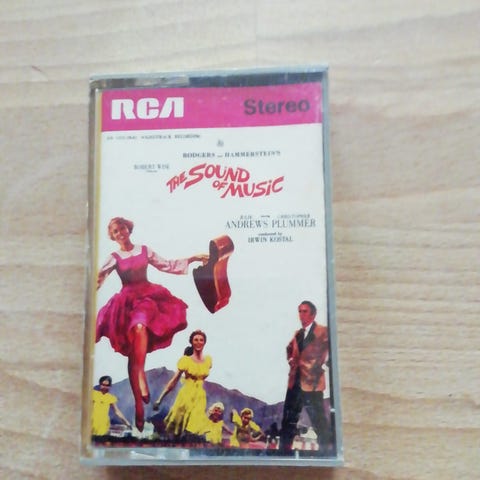 RCA Stereo
AN ORIGINAL SOUNDTRACK RECORDING
RODGERS AND HAMMERSTEIN'S
ROBERT WISE
THE SOUND
OF MUSIC
JULIE CHRISTOPHER
ANDREWS·PLUMMER
conducted by
IRWIN KOSTAL